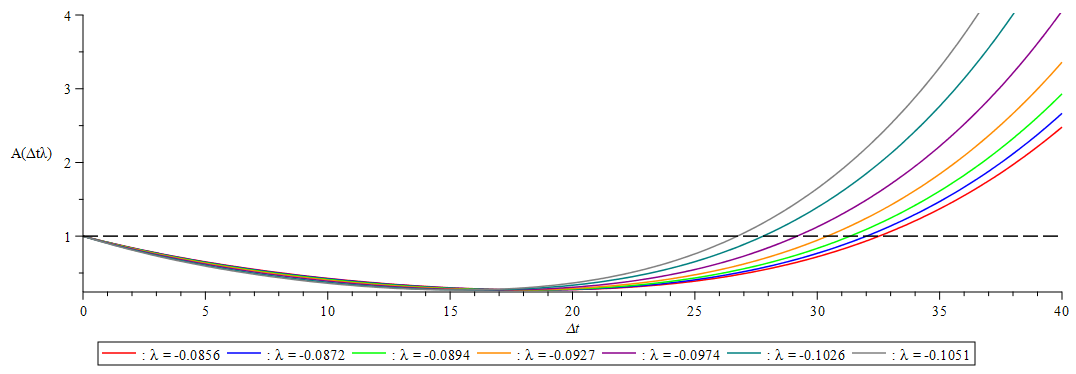 4
3
A(Δtλ)
2
1
0 5 10 15 20 25 30 35 40
Δt
: λ = -0.0856 : λ = -0.0872 : λ = -0.0894 : λ = -0.0927 : λ = -0.0974 : λ = -0.1026 : λ = -0.1051